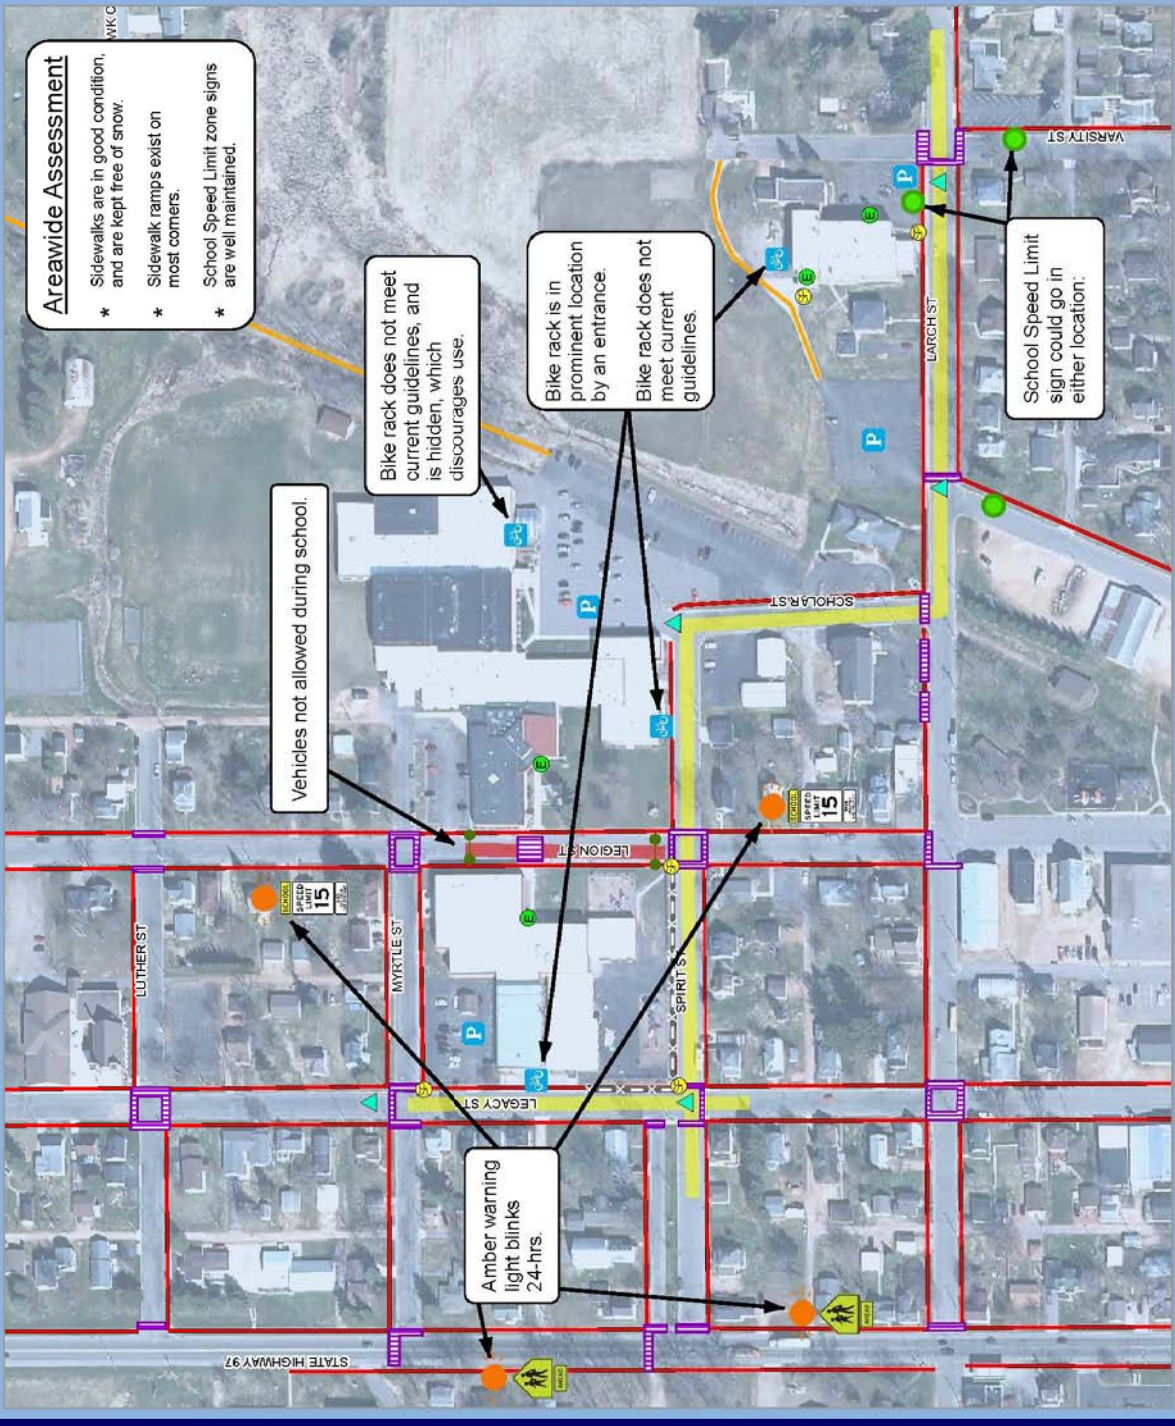 Areawide Assessment
* Sidewalks are in good condition,
and are kept free of snow.
* Sidewalk ramps exist on
most corners.
* School Speed Limit zone signs
are well maintained.
WK C
Bike rack does not meet
current guidelines, and
is hidden, which
discourages use.
Bike rack is in
prominent location
by an entrance.
Bike rack does not
meet current
guidelines.
Vehicles not allowed during school.
School Speed Limit
sign could go in
either location:
Amber warning
light blinks
24-hrs.
VARSITY ST
LARCH ST
SCHOLAR ST
LEGION ST
LUTHER ST
MYRTLE ST
SPIRIT ST
LEGACY ST
STATE HIGHWAY 97
P
P
P
P
E
E
E
E
SCHOOL
SPEED
LIMIT
15
SCHOOL
SPEED
LIMIT
15
AHEAD
AHEAD